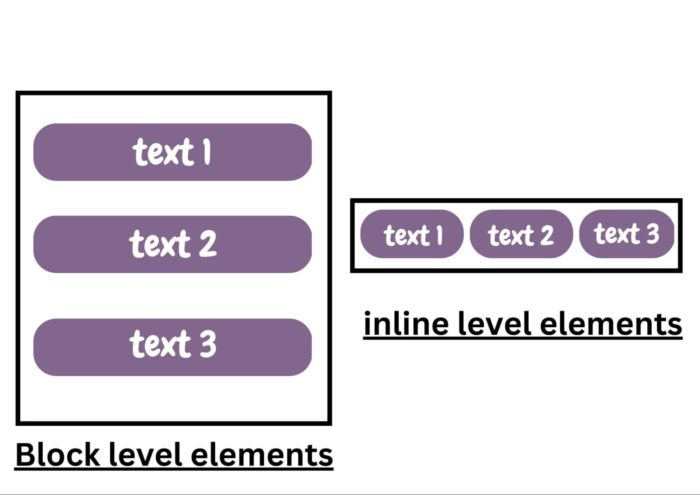 text 1
text 2
text 3
Block level elements
text 1 text 2 text 3
inline level elements